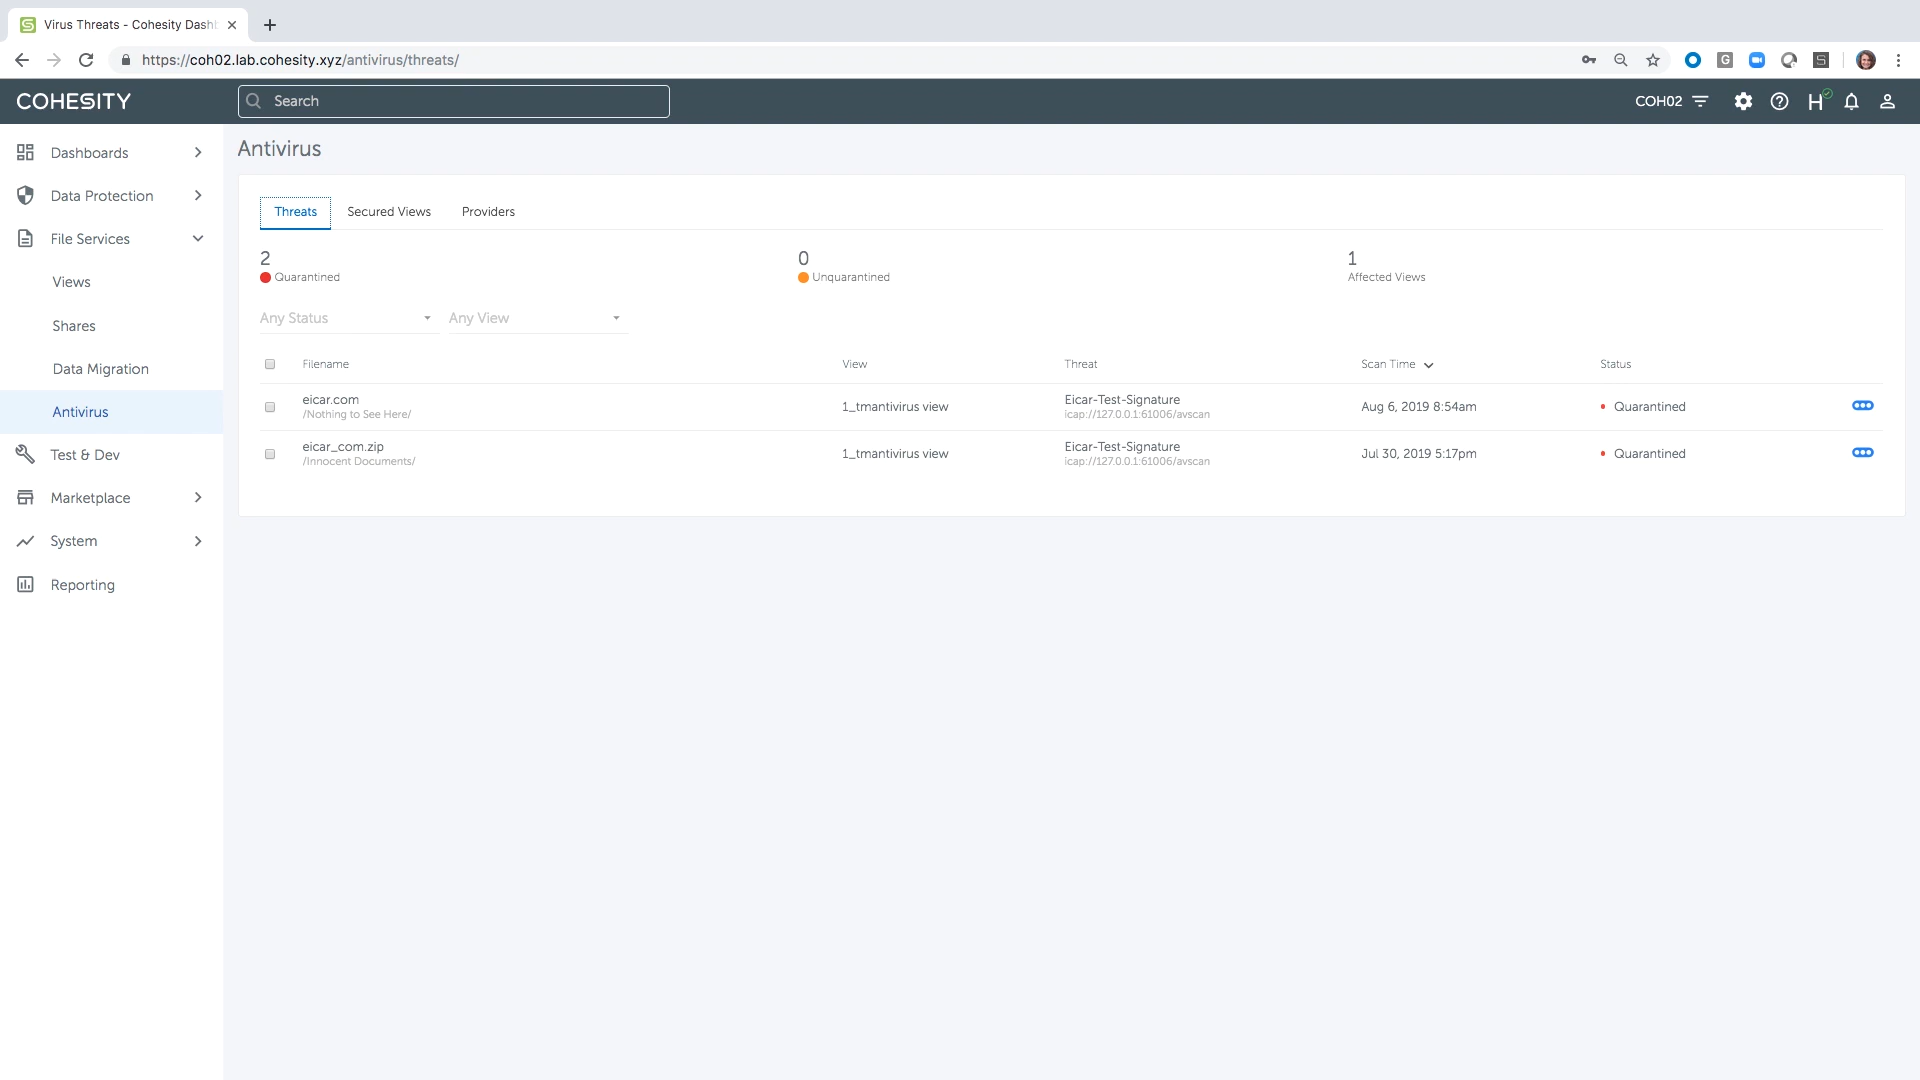 Virus Threats - Cohesity Dashb
https://coh02.lab.cohesity.xyz/antivirus/threats/
COHESITY
Search
COH02
Dashboards
Data Protection
File Services
Views
Shares
Data Migration
Antivirus
Test & Dev
Marketplace
System
Reporting
Antivirus
Threats Secured Views Providers
2 0 1
Quarantined Unquarantined Affected Views
Any Status Any View
Filename View Threat Scan Time Status
eicar.com 1_tmantivirus view Eicar-Test-Signature Aug 6, 2019 8:54am Quarantined
/Nothing to See Here/ icap://127.0.0.1:61006/avscan
eicar_com.zip 1_tmantivirus view Eicar-Test-Signature Jul 30, 2019 5:17pm Quarantined
/Innocent Documents/ icap://127.0.0.1:61006/avscan